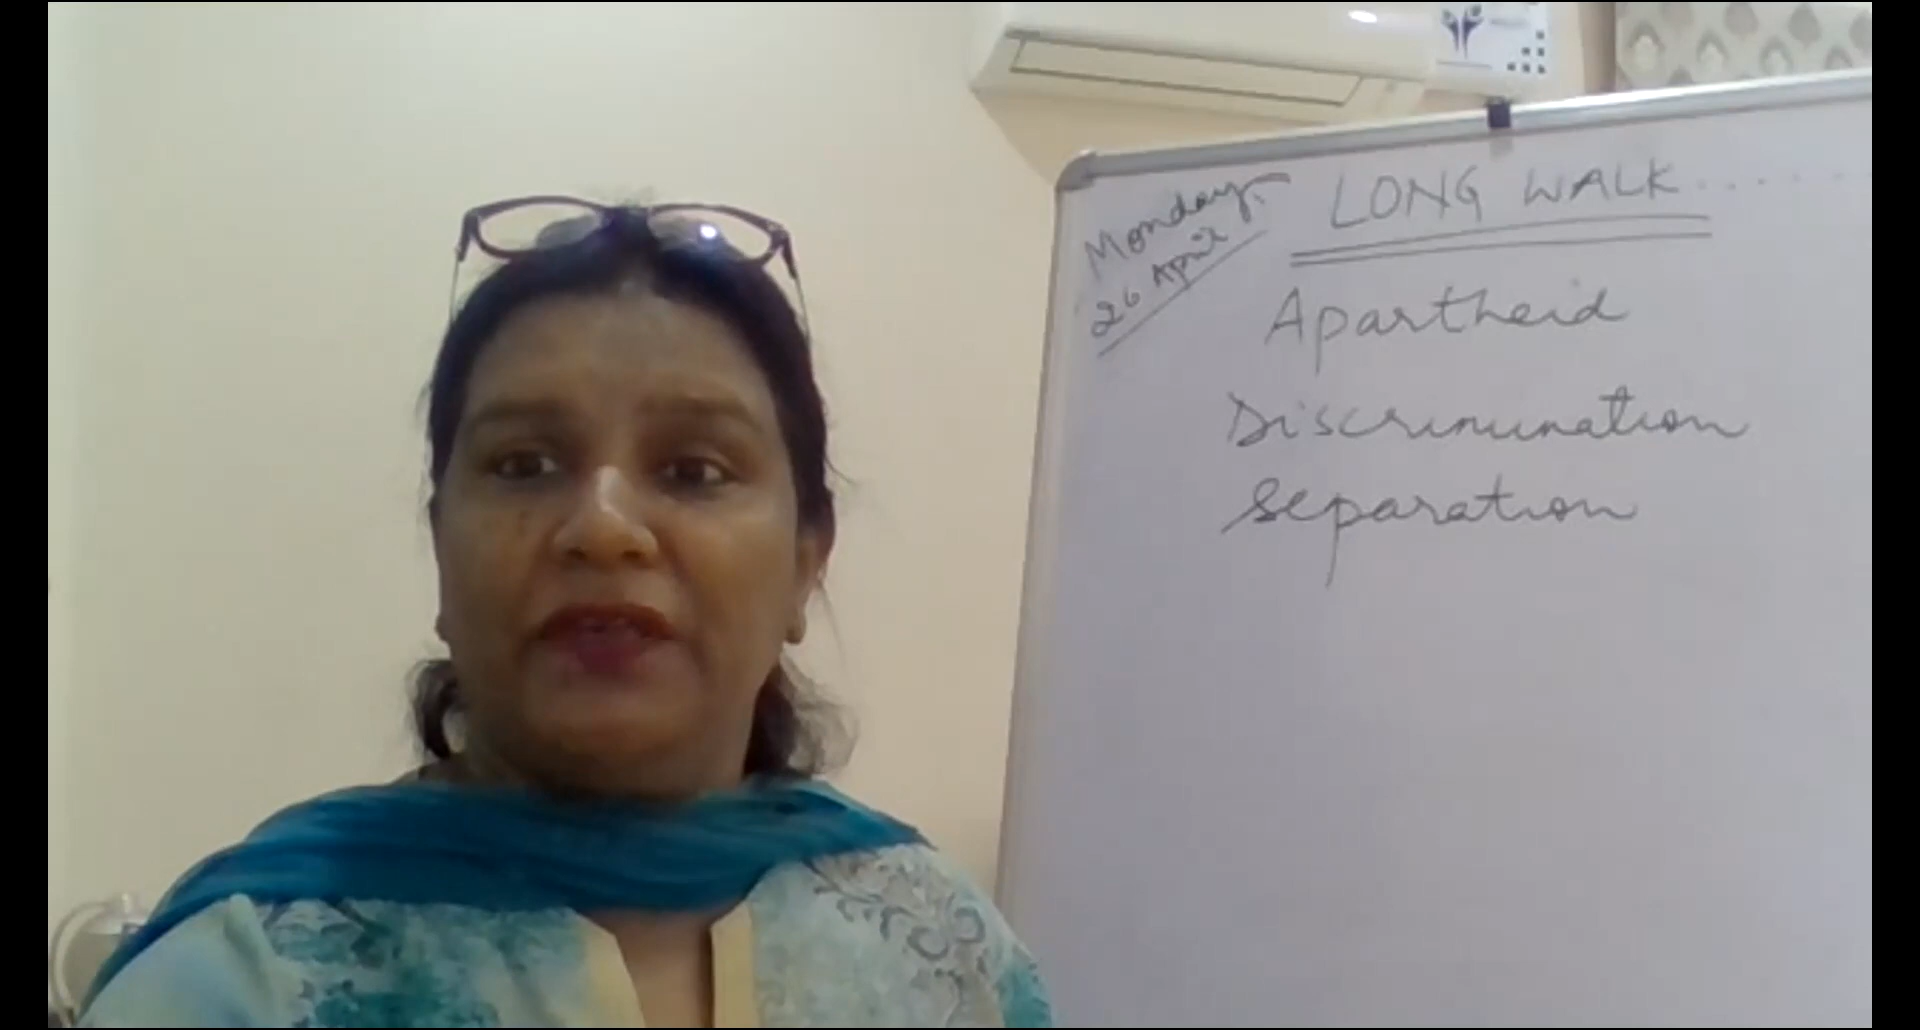 Monday,
26 April
LONG WALK.......
Apartheid
Discrimination
Separation